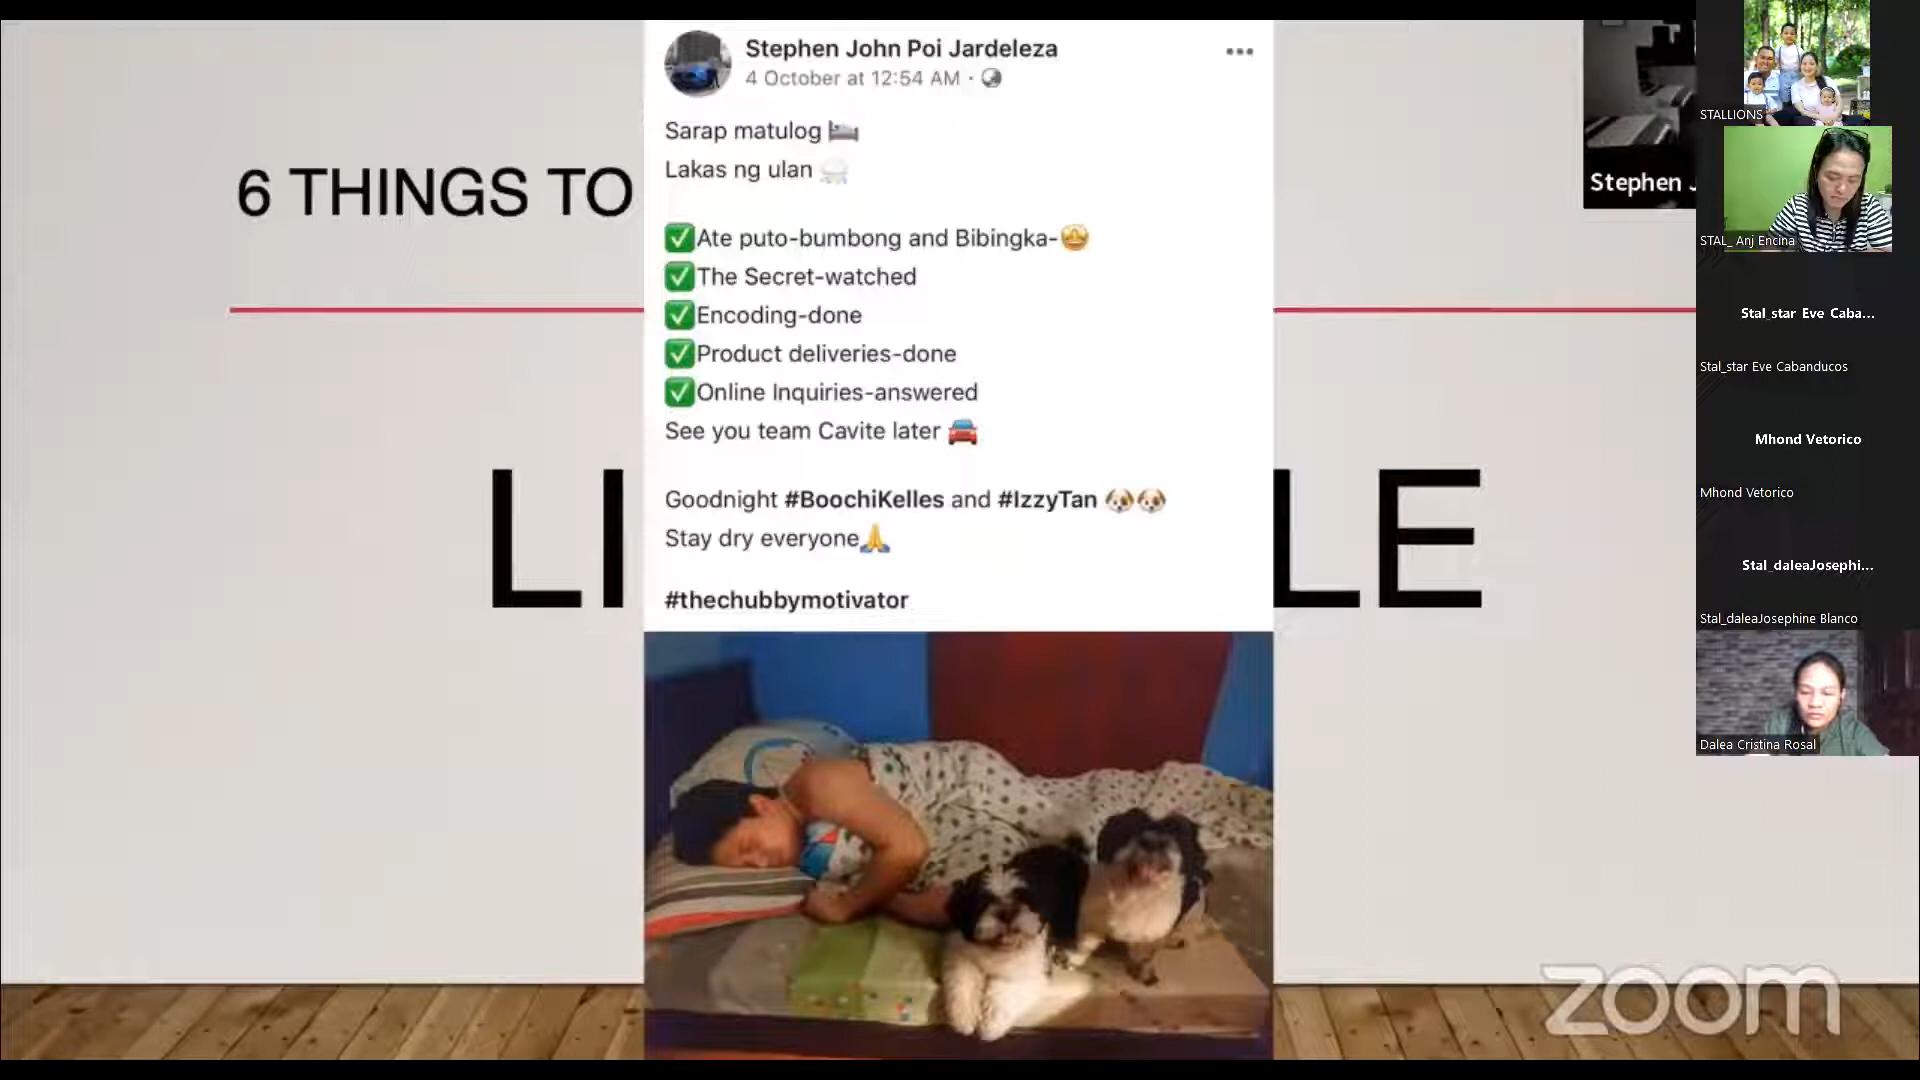 6 THINGS TO
LI
LE
Stephen John Poi Jardeleza
4 October at 12:54 AM ·
Sarap matulog 🛌
Lakas ng ulan 🌧
✅Ate puto-bumbong and Bibingka-🤩
✅The Secret-watched
✅Encoding-done
✅Product deliveries-done
✅Online Inquiries-answered
See you team Cavite later 🚘
Goodnight #BoochiKelles and #IzzyTan 🐶🐶
Stay dry everyone🙏
#thechubbymotivator
Stephen J
STALLIONS
STAL_ Anj Encina
Stal_star Eve Caba...
Stal_star Eve Cabanducos
Mhond Vetorico
Mhond Vetorico
Stal_daleaJosephi...
Stal_daleaJosephine Blanco
Dalea Cristina Rosal
zoom